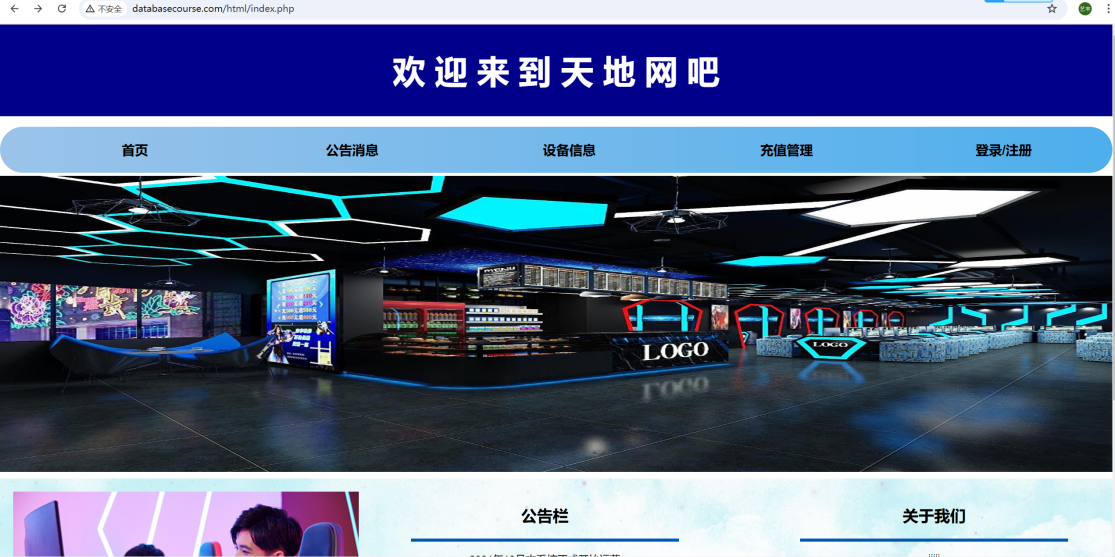 不安全 databasecourse.com/html/index.php
欢迎来到天地网吧
首页 公告消息 设备信息 充值管理 登录/注册
MENU
LOGO
LOGO
公告栏 关于我们